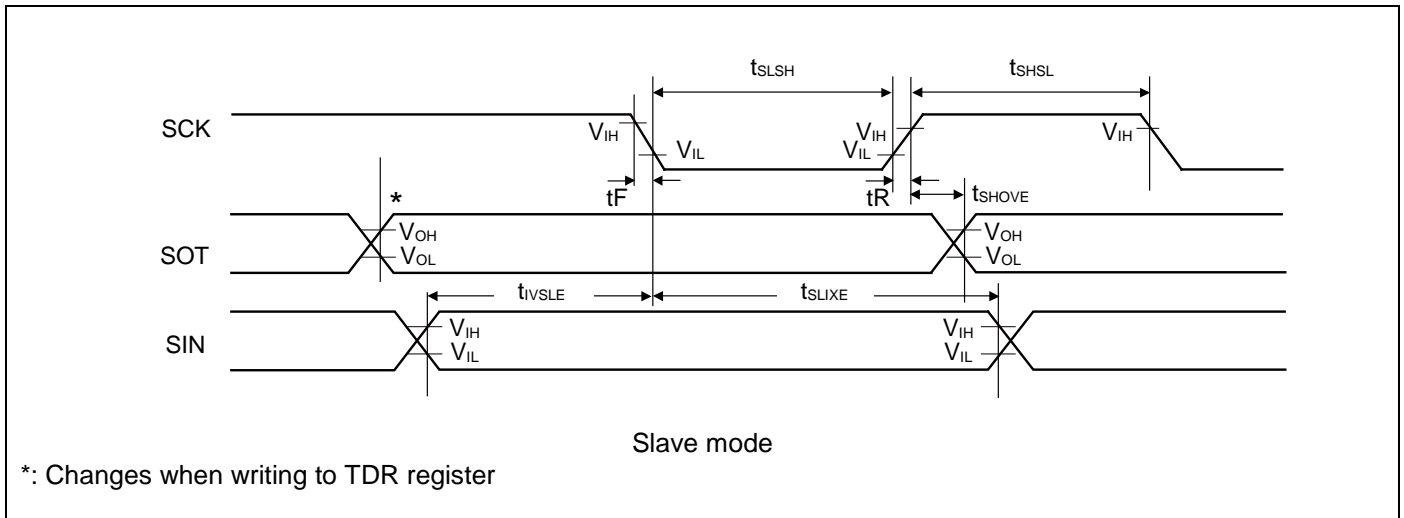 tSLSH
tSHSL
SCK
VIH
VIL
VIH
VIL
VIH
tF
tR
tSHOVE
*
SOT
VOH
VOL
VOH
VOL
tIVSLE
tSLIXE
SIN
VIH
VIL
VIH
VIL
Slave mode
*: Changes when writing to TDR register